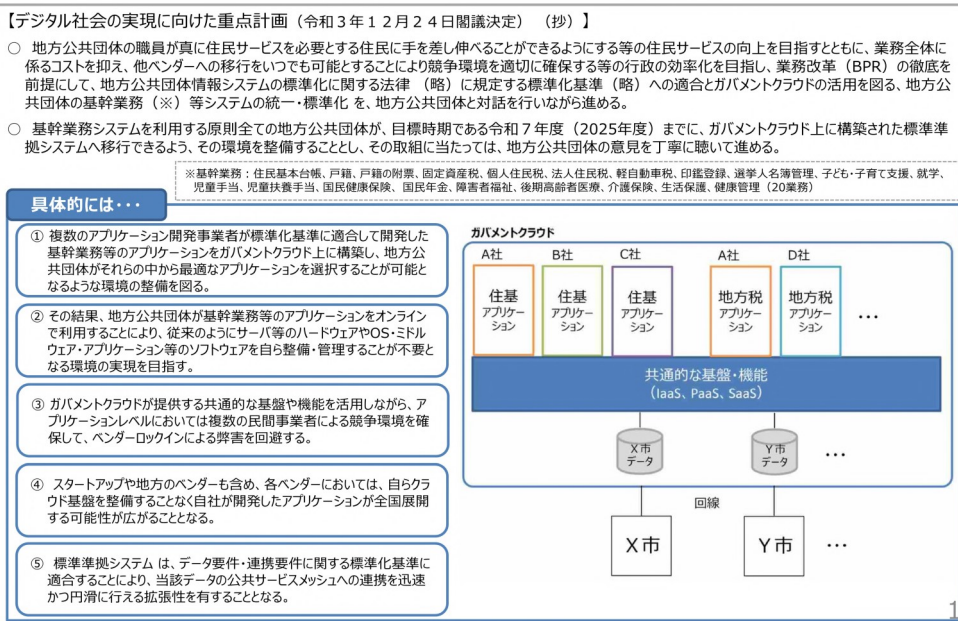 【デジタル社会の実現に向けた重点計画（令和３年１２月２４日閣議決定）（抄）】
○ 地方公共団体の職員が真に住民サービスを必要とする住民に手を差し伸べることができるようにする等の住民サービスの向上を目指すとともに、業務全体に
係るコストを抑え、他ベンダーへの移行をいつでも可能とすることにより競争環境を適切に確保する等の行政の効率化を目指し、業務改革（BPR）の徹底を
前提にして、地方公共団体情報システムの標準化に関する法律（略）に規定する標準化基準（略）への適合とガバメントクラウドの活用を図る、地方公
共団体の基幹業務（※）等システムの統一・標準化 を、地方公共団体と対話を行いながら進める。
○ 基幹業務システムを利用する原則全ての地方公共団体が、目標時期である令和７年度（2025年度）までに、ガバメントクラウド上に構築された標準準
拠システムへ移行できるよう、その環境を整備することとし、その取組に当たっては、地方公共団体の意見を丁寧に聴いて進める。
※基幹業務：住民基本台帳、戸籍、戸籍の附票、固定資産税、個人住民税、法人住民税、軽自動車税、印鑑登録、選挙人名簿管理、子ども・子育て支援、就学、
児童手当、児童扶養手当、国民健康保険、国民年金、障害者福祉、後期高齢者医療、介護保険、生活保護、健康管理（20業務）
具体的には・・・
① 複数のアプリケーション開発事業者が標準化基準に適合して開発した
基幹業務等のアプリケーションをガバメントクラウド上に構築し、地方公
共団体がそれらの中から最適なアプリケーションを選択することが可能と
なるような環境の整備を図る。
② その結果、地方公共団体が基幹業務等のアプリケーションをオンライン
で利用することにより、従来のようにサーバ等のハードウェアやOS・ミドル
ウェア・アプリケーション等のソフトウェアを自ら整備・管理することが不要と
なる環境の実現を目指す。
③ ガバメントクラウドが提供する共通的な基盤や機能を活用しながら、ア
プリケーションレベルにおいては複数の民間事業者による競争環境を確
保して、ベンダーロックインによる弊害を回避する。
④ スタートアップや地方のベンダーも含め、各ベンダーにおいては、自らクラ
ウド基盤を整備することなく自社が開発したアプリケーションが全国展開
する可能性が広がることとなる。
⑤ 標準準拠システム は、データ要件・連携要件に関する標準化基準に
適合することにより、当該データの公共サービスメッシュへの連携を迅速
かつ円滑に行える拡張性を有することとなる。
ガバメントクラウド
A社 B社 C社 A社 D社
住基 住基 住基 地方税 地方税
アプリケー アプリケー アプリケー アプリケー アプリケー
ション ション ション ション ション ・・・
共通的な基盤・機能
（IaaS、PaaS、SaaS）
X市 Y市
データ データ ・・・
回線
X市 Y市 ・・・
1